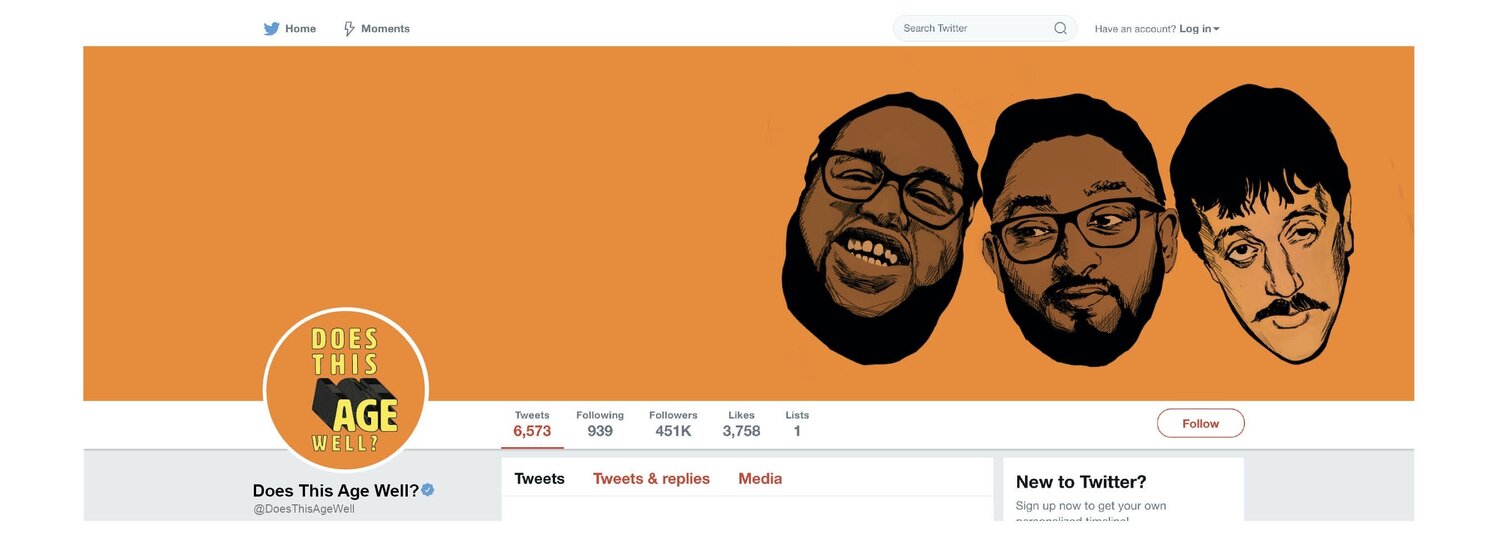 Home Moments Search Twitter Have an account? Log in
DOES
THIS
AGE
WELL?
Tweets Following Followers Likes Lists
6,573 939 451K 3,758 1
Follow
Does This Age Well?
@DoesThisAgeWell
Tweets Tweets & replies Media
New to Twitter?
Sign up now to get your own
personalized timeline!